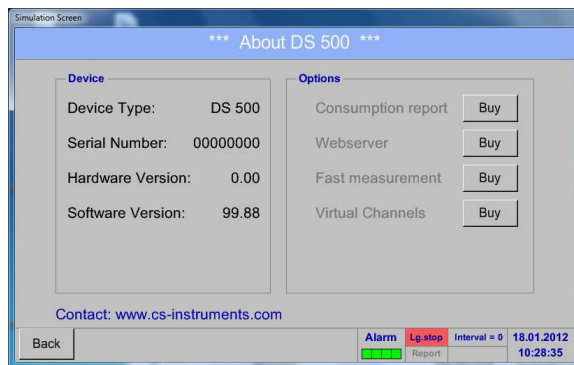 Simulation Screen
*** About DS 500 ***
Device
Device Type: DS 500
Serial Number: 00000000
Hardware Version: 0.00
Software Version: 99.88
Options
Consumption report Buy
Webserver Buy
Fast measurement Buy
Virtual Channels Buy
Contact: www.cs-instruments.com
Back
Alarm Lg.stop Interval = 0 18.01.2012
Report 10:28:35